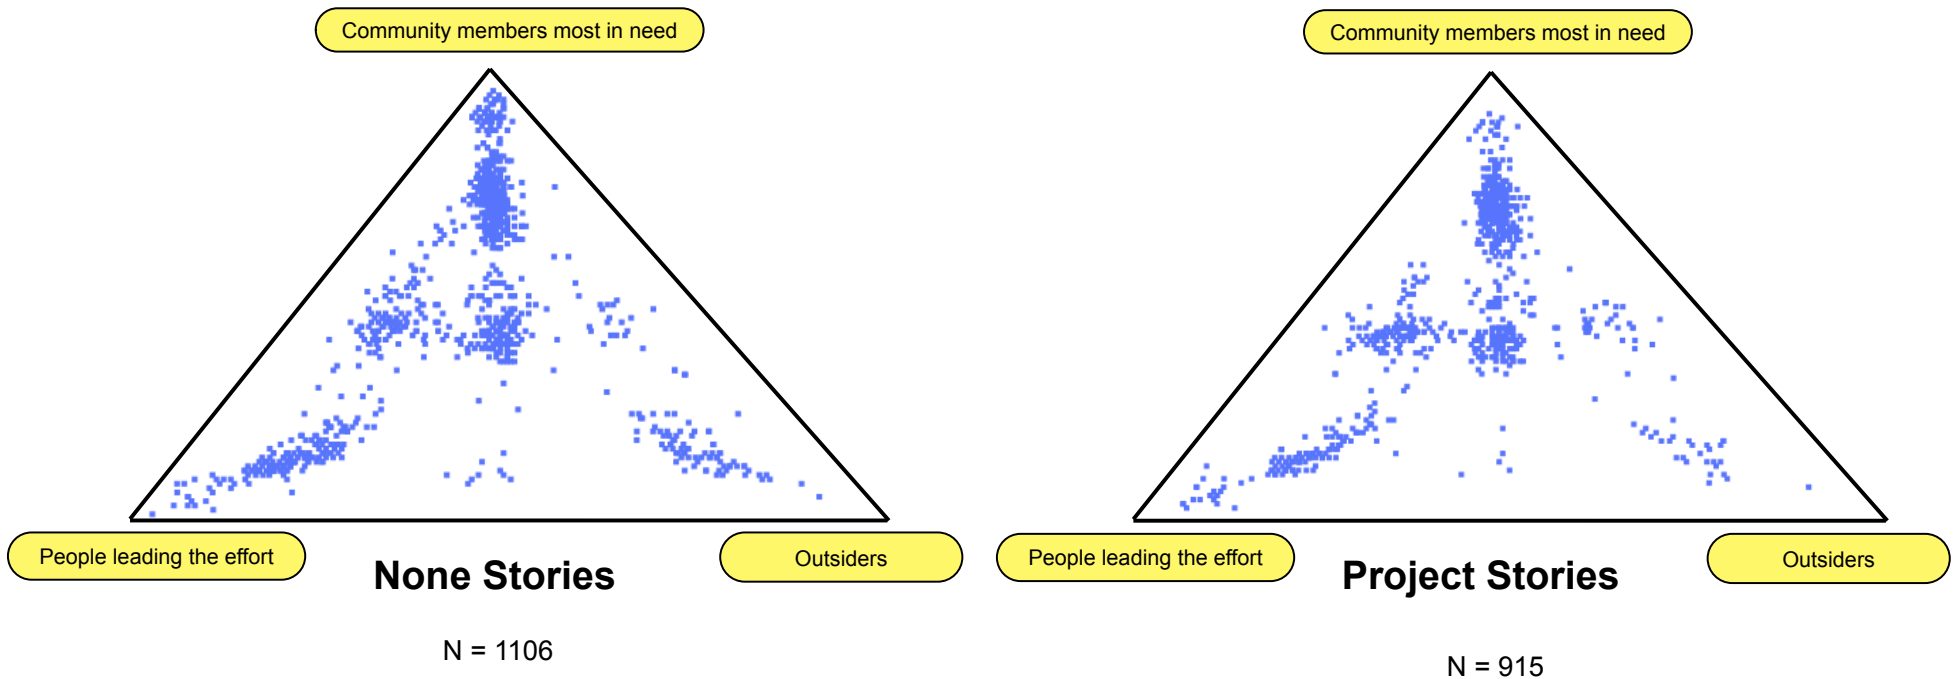 Community members most in need
People leading the effort
Outsiders
None Stories
N = 1106
Community members most in need
People leading the effort
Outsiders
Project Stories
N = 915